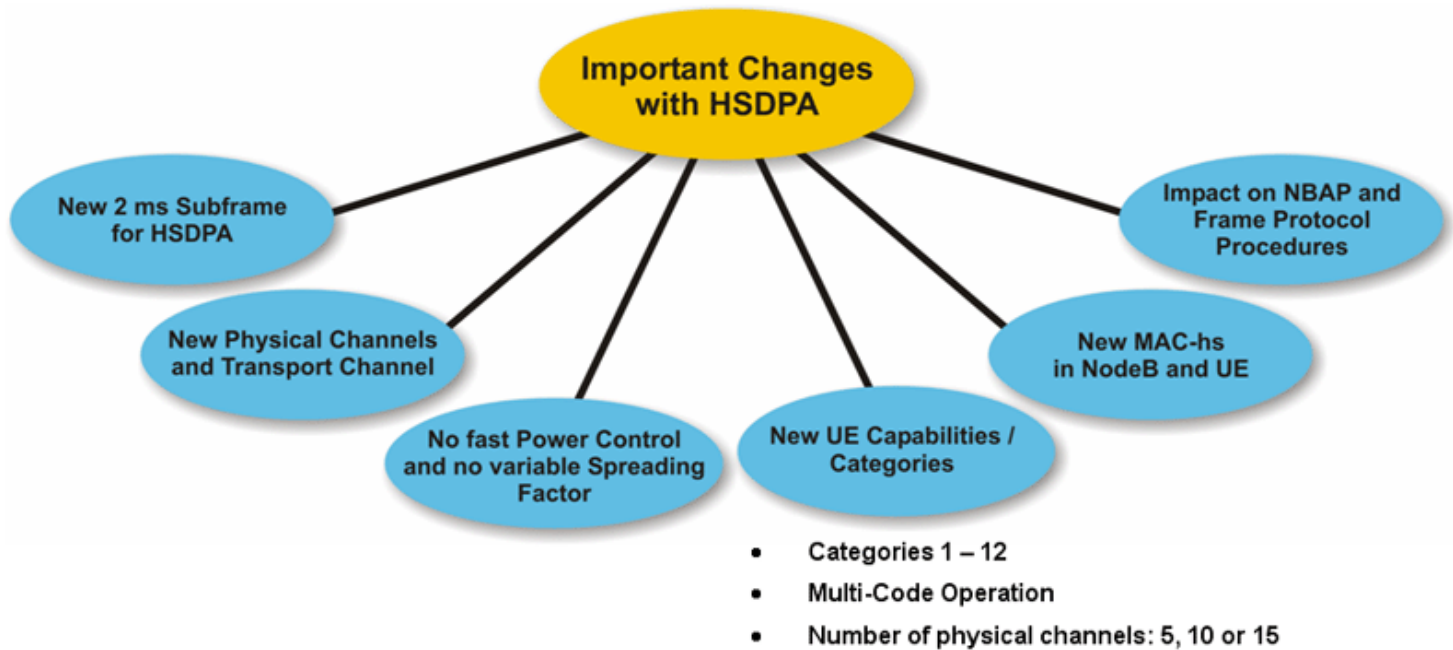 Important Changes
with HSDPA
New 2 ms Subframe
for HSDPA
Impact on NBAP and
Frame Protocol
Procedures
New Physical Channels
and Transport Channel
New MAC-hs
in NodeB and UE
No fast Power Control
and no variable Spreading
Factor
New UE Capabilities /
Categories
• Categories 1 – 12
• Multi-Code Operation
• Number of physical channels: 5, 10 or 15